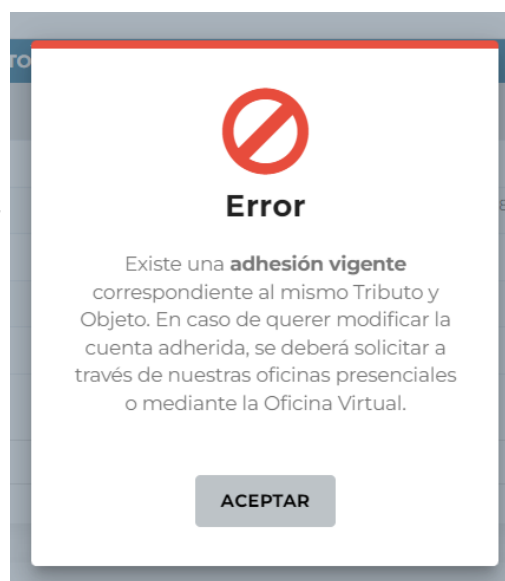 TO
Error
Existe una adhesión vigente
correspondiente al mismo Tributo y
Objeto. En caso de querer modificar la
cuenta adherida, se deberá solicitar a
través de nuestras oficinas presenciales
o mediante la Oficina Virtual.
ACEPTAR